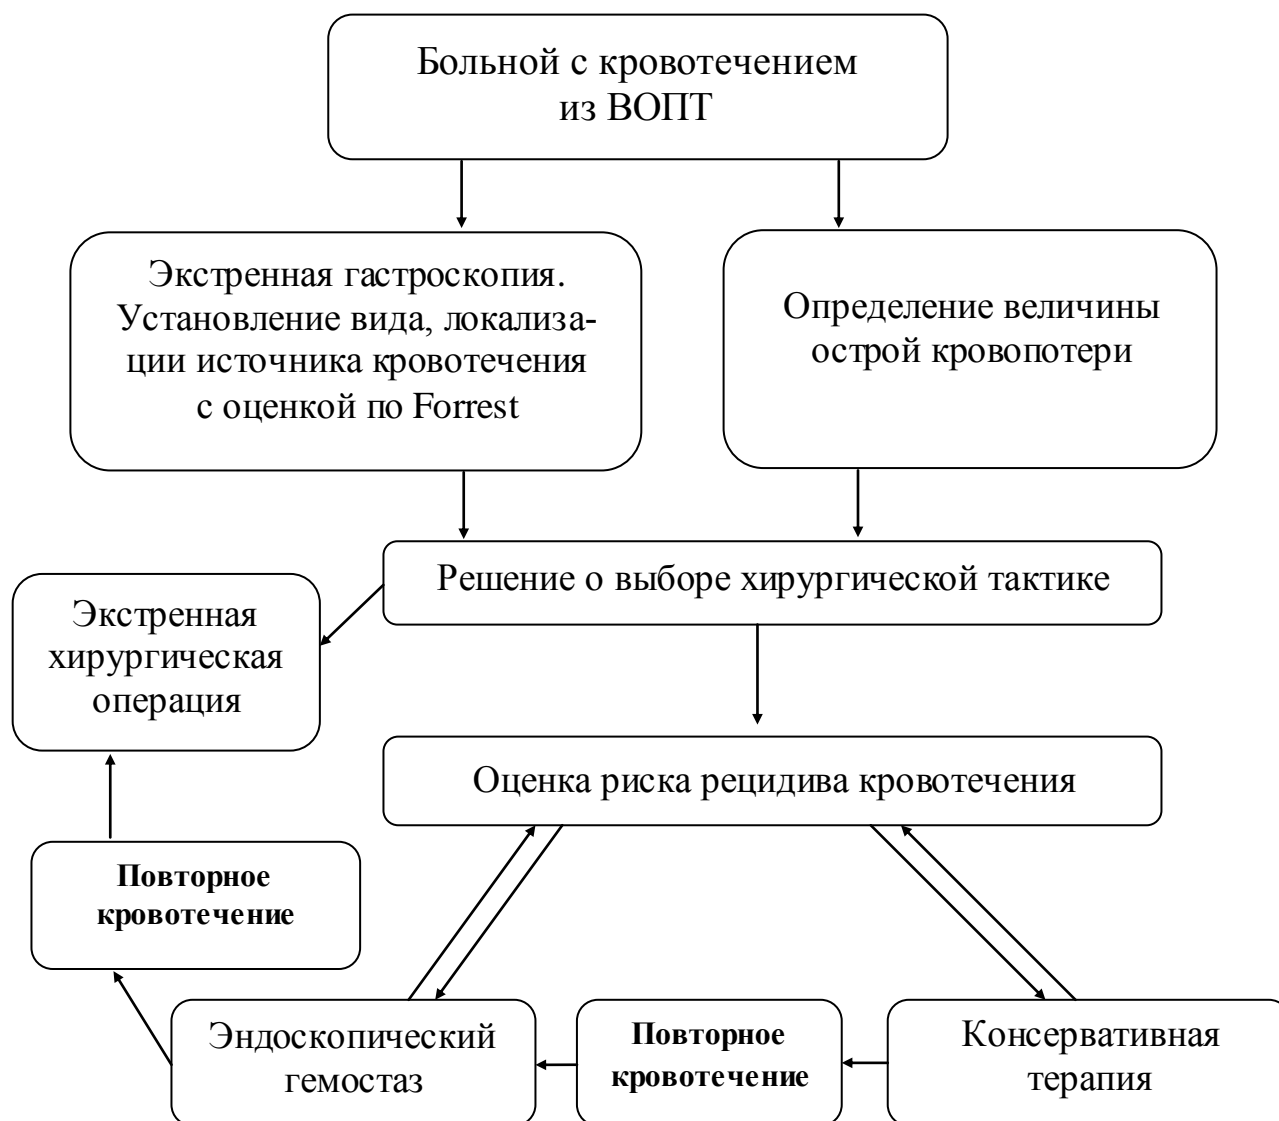 Больной с кровотечением
из ВОПТ
Экстренная гастроскопия.
Установление вида, локализа-
ции источника кровотечения
с оценкой по Forrest
Определение величины
острой кровопотери
Решение о выборе хирургической тактике
Экстренная
хирургическая
операция
Оценка риска рецидива кровотечения
Повторное
кровотечение
Эндоскопический
гемостаз
Повторное
кровотечение
Консервативная
терапия